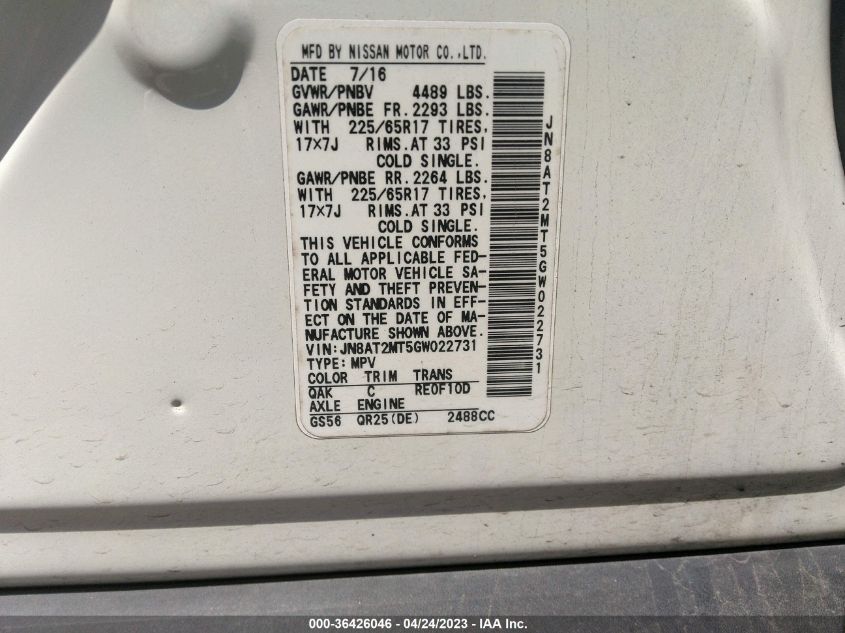 MFD BY NISSAN MOTOR CO.,LTD.
DATE 7/16
GVWR/PNBV 4489 LBS.
GAWR/PNBE FR.2293 LBS.
WITH 225/65R17 TIRES,
17×7J RIMS.AT 33 PSI
COLD SINGLE.
GAWR/PNBE RR.2264 LBS.
WITH 225/65R17 TIRES,
17×7J RIMS.AT 33 PSI
COLD SINGLE.
THIS VEHICLE CONFORMS
TO ALL APPLICABLE FED-
ERAL MOTOR VEHICLE SA-
FETY AND THEFT PREVEN-
TION STANDARDS IN EFF-
ECT ON THE DATE OF MA-
NUFACTURE SHOWN ABOVE.
VIN:JN8AT2MT5GW022731
TYPE:MPV
COLOR TRIM TRANS
QAK C RE0F10D
AXLE ENGINE
GS56 QR25(DE) 2488CC
JN8AT2MT5GW022731
000-36426046 - 04/24/2023 - IAA Inc.